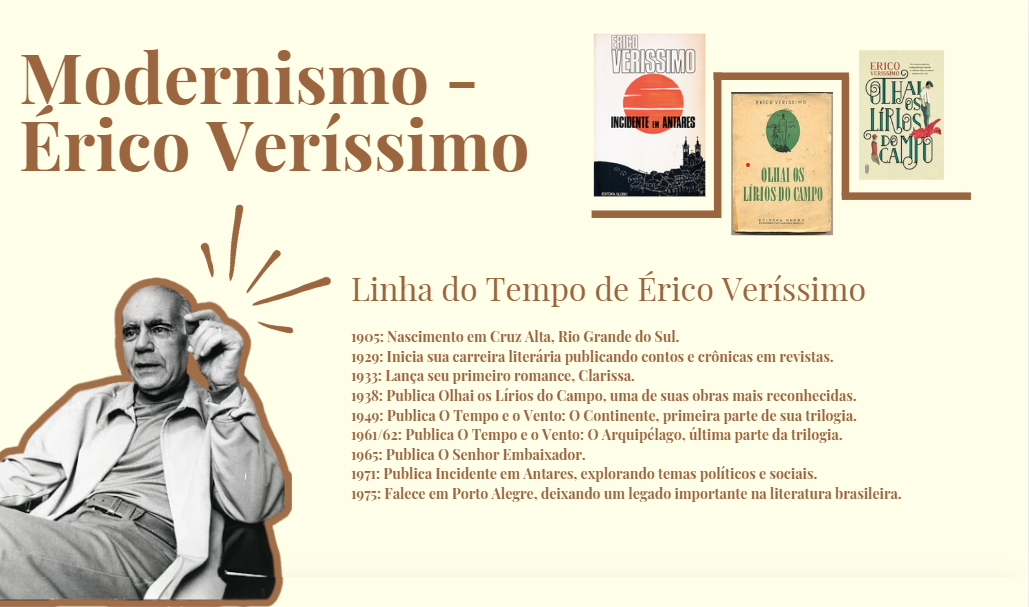 Modernismo -
Érico Veríssimo
ERICO
VERISSIMO
INCIDENTE EM ANTARES
EDITORA GLOBO
ERICO VERISSIMO
OLHAI OS
LÍRIOS DO CAMPO
ERICO
VERISSIMO
OLHAI
OS
LÍRIOS
DO
CAMPO
Linha do Tempo de Érico Veríssimo
1905: Nascimento em Cruz Alta, Rio Grande do Sul.
1929: Inicia sua carreira literária publicando contos e crônicas em revistas.
1933: Lança seu primeiro romance, Clarissa.
1938: Publica Olhai os Lírios do Campo, uma de suas obras mais reconhecidas.
1949: Publica O Tempo e o Vento: O Continente, primeira parte de sua trilogia.
1961/62: Publica O Tempo e o Vento: O Arquipélago, última parte da trilogia.
1965: Publica O Senhor Embaixador.
1971: Publica Incidente em Antares, explorando temas políticos e sociais.
1975: Falece em Porto Alegre, deixando um legado importante na literatura brasileira.